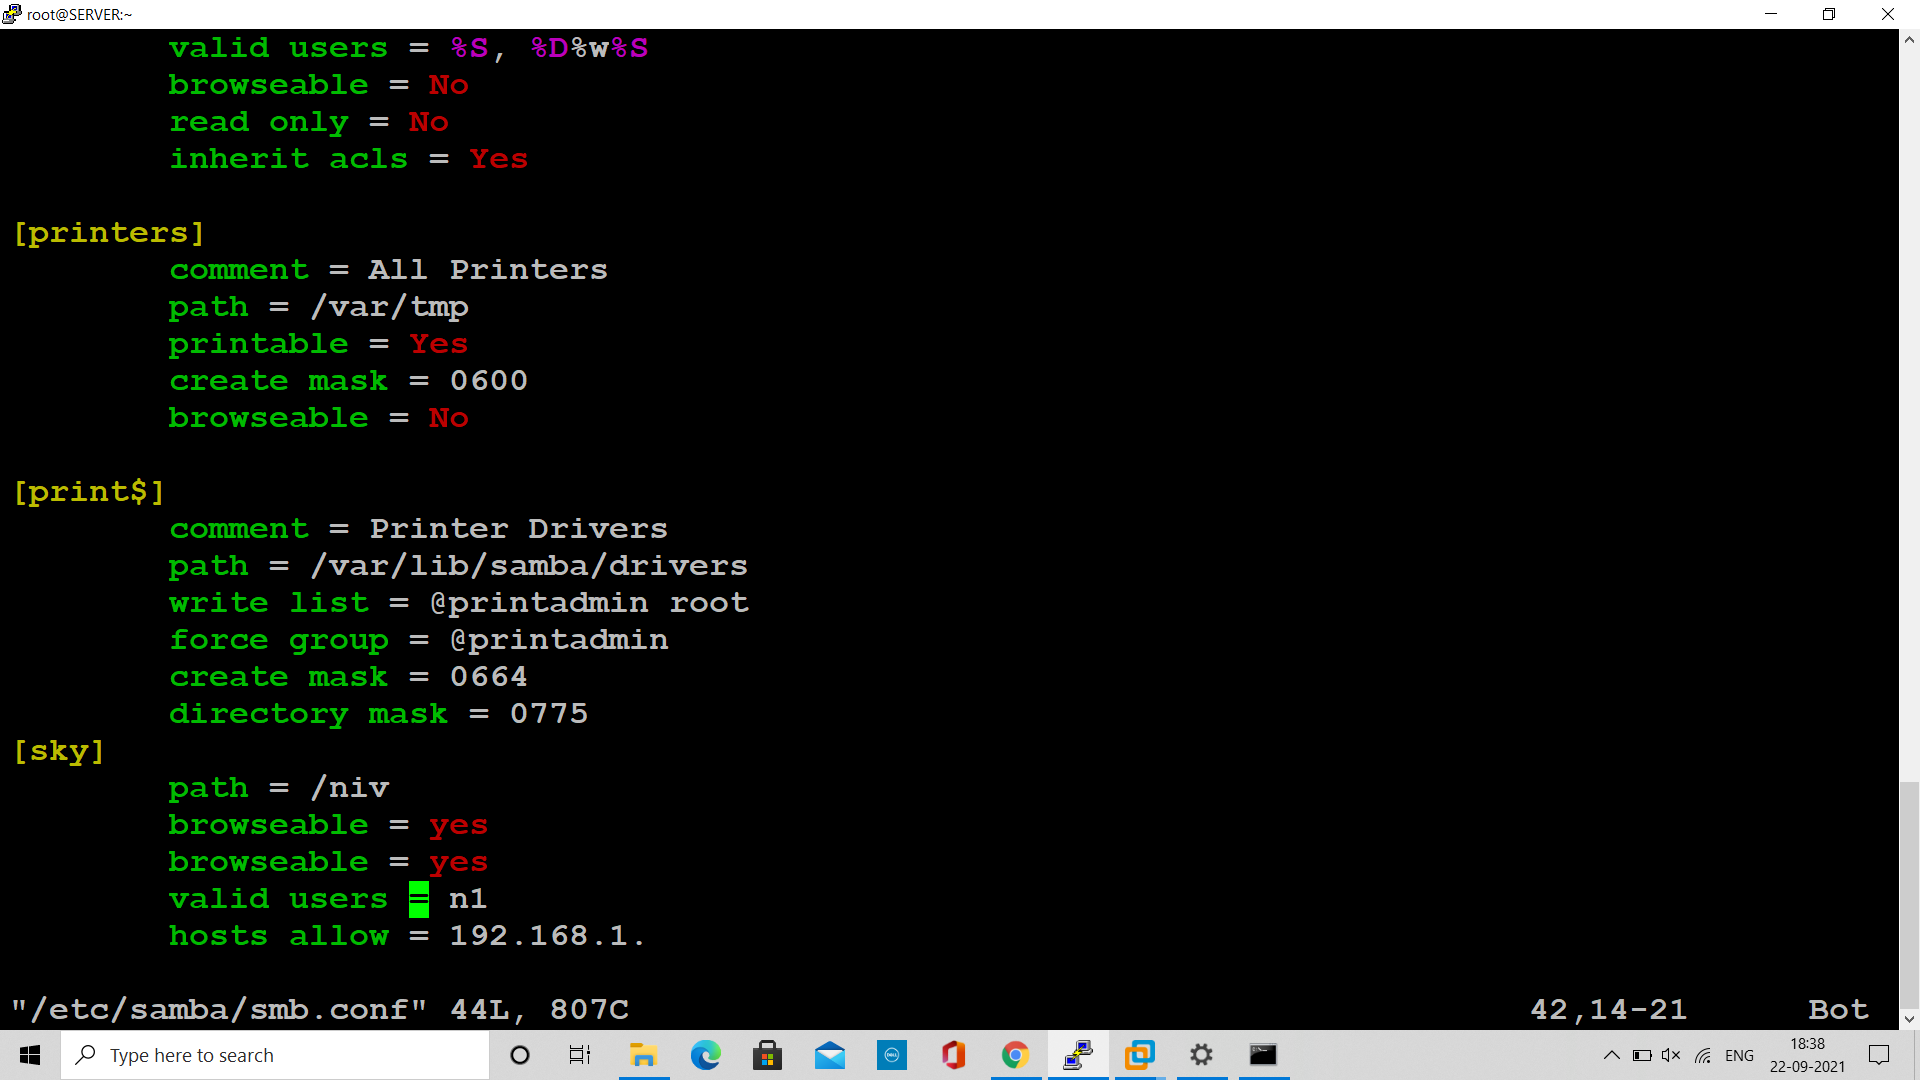 root@SERVER:~
valid users = %S, %D%w%S
browseable = No
read only = No
inherit acls = Yes
[printers]
comment = All Printers
path = /var/tmp
printable = Yes
create mask = 0600
browseable = No
[print$]
comment = Printer Drivers
path = /var/lib/samba/drivers
write list = @printadmin root
force group = @printadmin
create mask = 0664
directory mask = 0775
[sky]
path = /niv
browseable = yes
browseable = yes
valid users = n1
hosts allow = 192.168.1.
"/etc/samba/smb.conf" 44L, 807C 42,14-21 Bot
Type here to search
ENG
18:38
22-09-2021